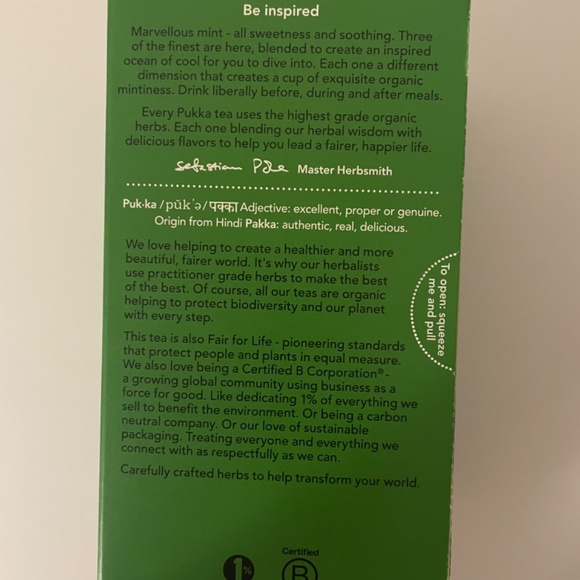 Be inspired
Marvellous mint - all sweetness and soothing. Three
of the finest are here, blended to create an inspired
ocean of cool for you to dive into. Each one a different
dimension that creates a cup of exquisite organic
mintiness. Drink liberally before, during and after meals.
Every Pukka tea uses the highest grade organic
herbs. Each one blending our herbal wisdom with
delicious flavors to help you lead a fairer, happier life.
Sebastian Pole Master Herbsmith
Puk·ka /pŭk'ə/ पक्का Adjective: excellent, proper or genuine.
Origin from Hindi Pakka: authentic, real, delicious.
We love helping to create a healthier and more
beautiful, fairer world. It's why our herbalists
use practitioner grade herbs to make the best
of the best. Of course, all our teas are organic
helping to protect biodiversity and our planet
with every step.
To open: squeeze
me and pull
This tea is also Fair for Life - pioneering standards
that protect people and plants in equal measure.
We also love being a Certified B Corporation® -
a growing global community using business as a
force for good. Like dedicating 1% of everything we
sell to benefit the environment. Or being a carbon
neutral company. Or our love of sustainable
packaging. Treating everyone and everything we
connect with as respectfully as we can.
Carefully crafted herbs to help transform your world.
1%
Certified
B